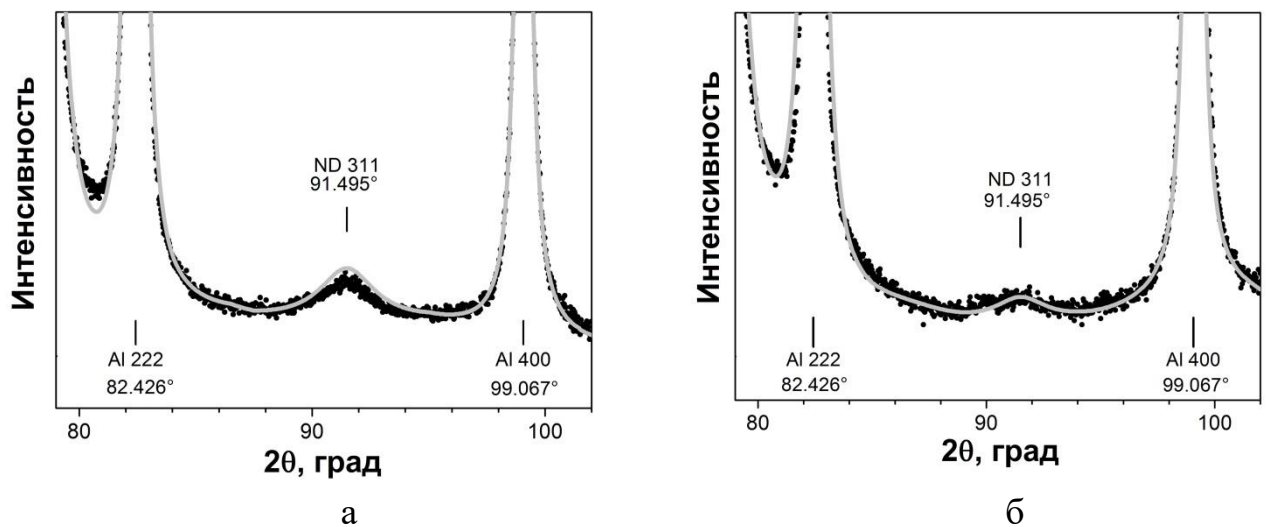 Интенсивность
ND 311
91.495°
Al 222
82.426°
Al 400
99.067°
80
90
100
2θ, град
а
Интенсивность
ND 311
91.495°
Al 222
82.426°
Al 400
99.067°
80
90
100
2θ, град
б